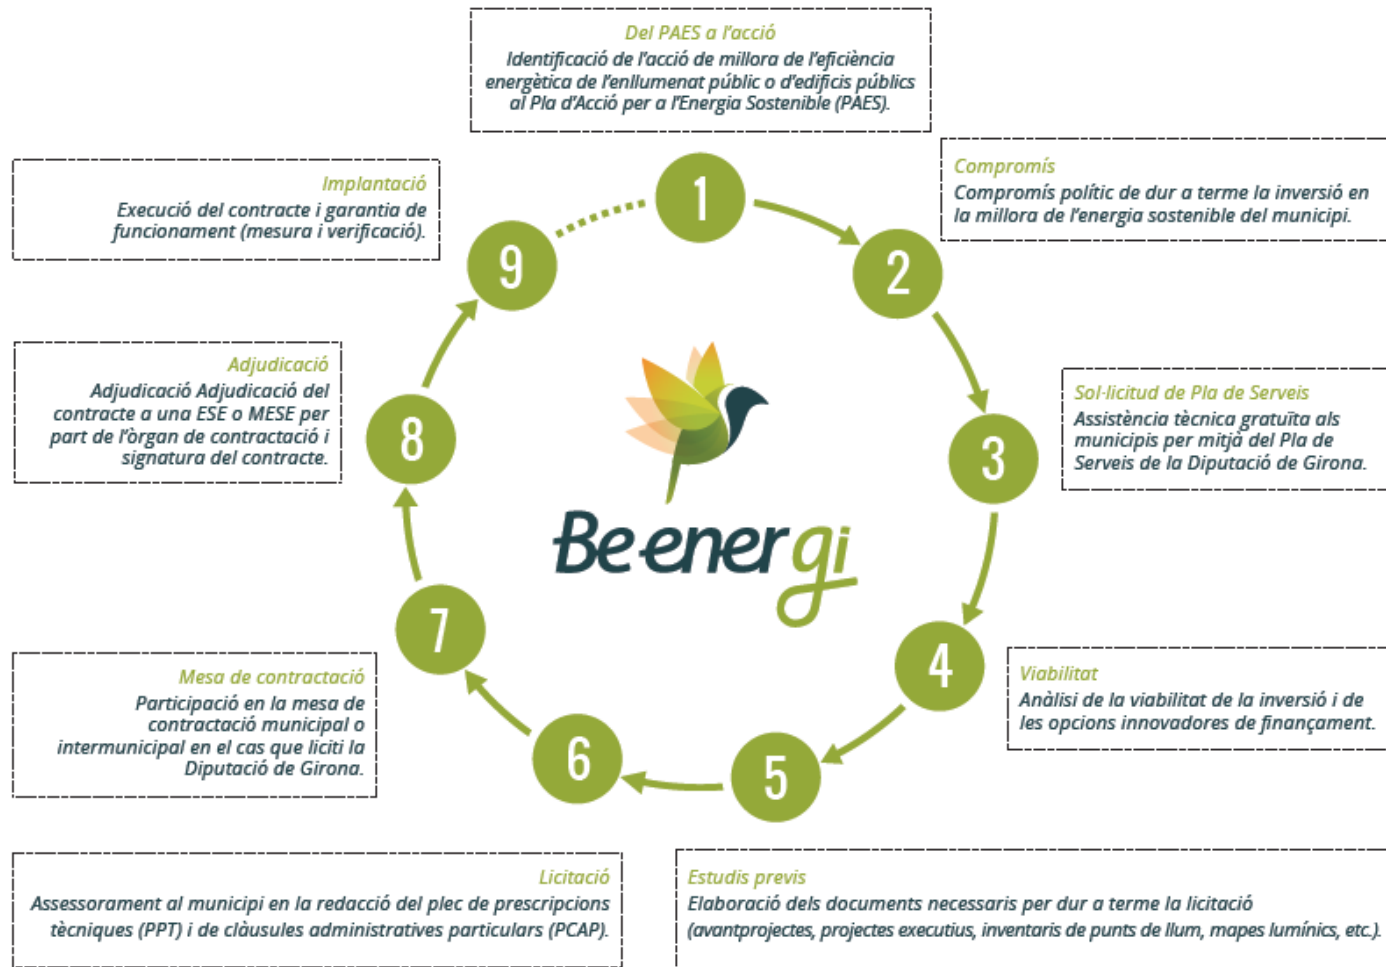 Del PAES a l'acció
Identificació de l'acció de millora de l'eficiència
energètica de l'enllumenat públic o d'edificis públics
al Pla d'Acció per a l'Energia Sostenible (PAES).
1
Compromís
Compromís polític de dur a terme la inversió en
la millora de l'energia sostenible del municipi.
2
Sol·licitud de Pla de Serveis
Assistència tècnica gratuïta als
municipis per mitjà del Pla de
Serveis de la Diputació de Girona.
3
Viabilitat
Anàlisi de la viabilitat de la inversió i de
les opcions innovadores de finançament.
4
Estudis previs
Elaboració dels documents necessaris per dur a terme la licitació
(avantprojectes, projectes executius, inventaris de punts de llum, mapes lumínics, etc.).
5
Licitació
Assessorament al municipi en la redacció del plec de prescripcions
tècniques (PPT) i de clàusules administratives particulars (PCAP).
6
Mesa de contractació
Participació en la mesa de
contractació municipal o
intermunicipal en el cas que liciti la
Diputació de Girona.
7
Adjudicació
Adjudicació Adjudicació del
contracte a una ESE o MESE per
part de l'òrgan de contractació i
signatura del contracte.
8
Implantació
Execució del contracte i garantia de
funcionament (mesura i verificació).
9
Be energi